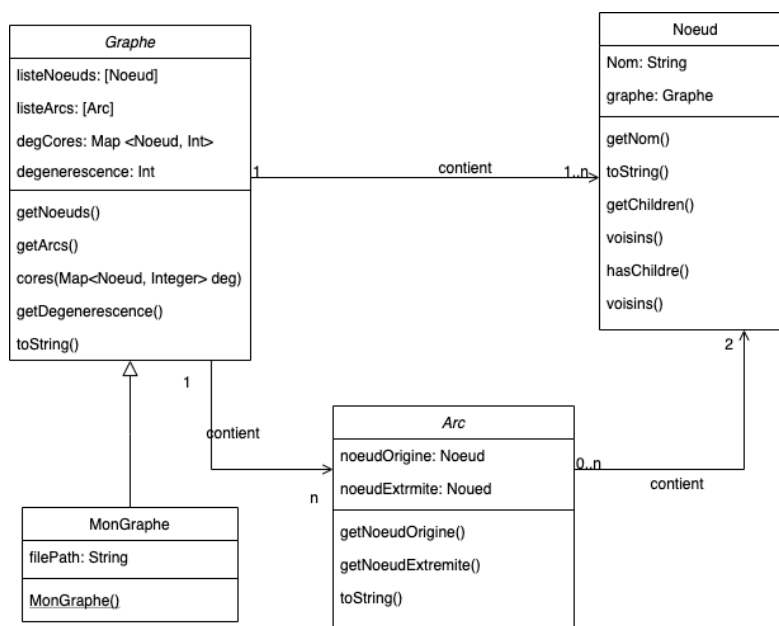 Graphe
listeNoeuds: [Noeud]
listeArcs: [Arc]
degCores: Map <Noeud, Int>
degenerescence: Int
getNoeuds()
getArcs()
cores(Map<Noeud, Integer> deg)
getDegenerescence()
toString()
1
contient
1..n
Noeud
Nom: String
graphe: Graphe
getNom()
toString()
getChildren()
voisins()
hasChildre()
voisins()
2
1
contient
n
Arc
noeudOrigine: Noeud
noeudExtrmite: Noued
getNoeudOrigine()
getNoeudExtremite()
toString()
0..n
contient
MonGraphe
filePath: String
MonGraphe()